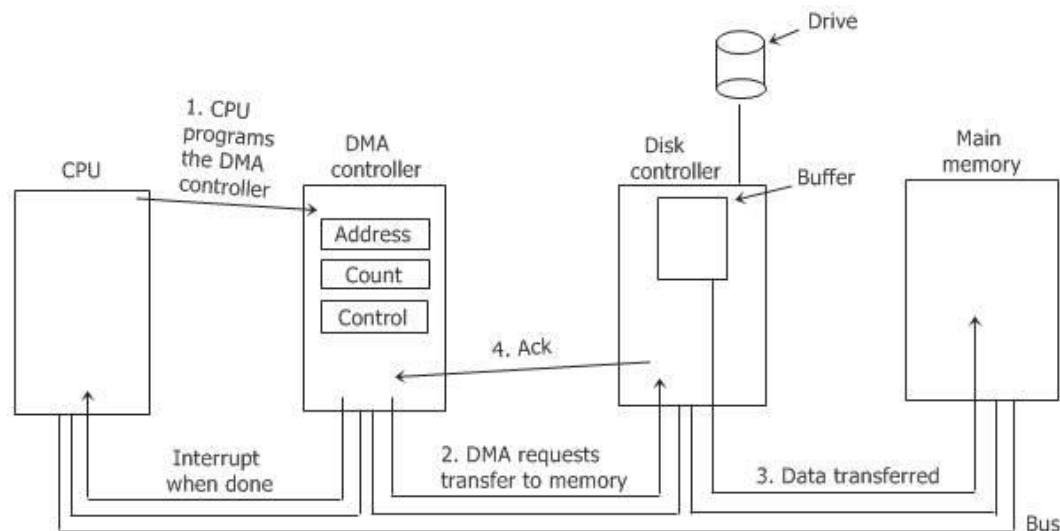 Drive
1. CPU
programs
the DMA
controller
CPU
DMA
controller
Disk
controller
Buffer
Main
memory
Address
Count
Control
4. Ack
Interrupt
when done
2. DMA requests
transfer to memory
3. Data transferred
Bus